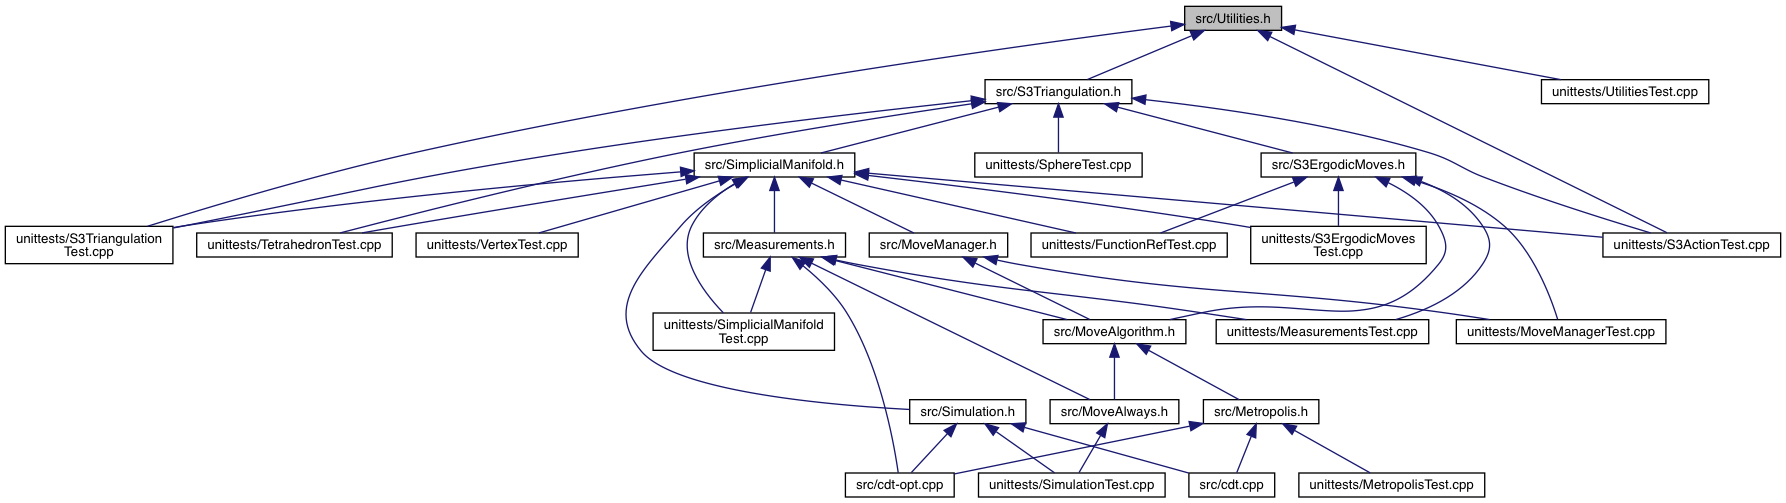 src/Utilities.h
src/S3Triangulation.h
unittests/UtilitiesTest.cpp
src/SimplicialManifold.h
unittests/SphereTest.cpp
src/S3ErgodicMoves.h
unittests/S3Triangulation
Test.cpp
unittests/TetrahedronTest.cpp
unittests/VertexTest.cpp
src/Measurements.h
src/MoveManager.h
unittests/FunctionRefTest.cpp
unittests/S3ErgodicMoves
Test.cpp
unittests/S3ActionTest.cpp
unittests/SimplicialManifold
Test.cpp
src/MoveAlgorithm.h
unittests/MeasurementsTest.cpp
unittests/MoveManagerTest.cpp
src/Simulation.h
src/MoveAlways.h
src/Metropolis.h
src/cdt-opt.cpp
unittests/SimulationTest.cpp
src/cdt.cpp
unittests/MetropolisTest.cpp